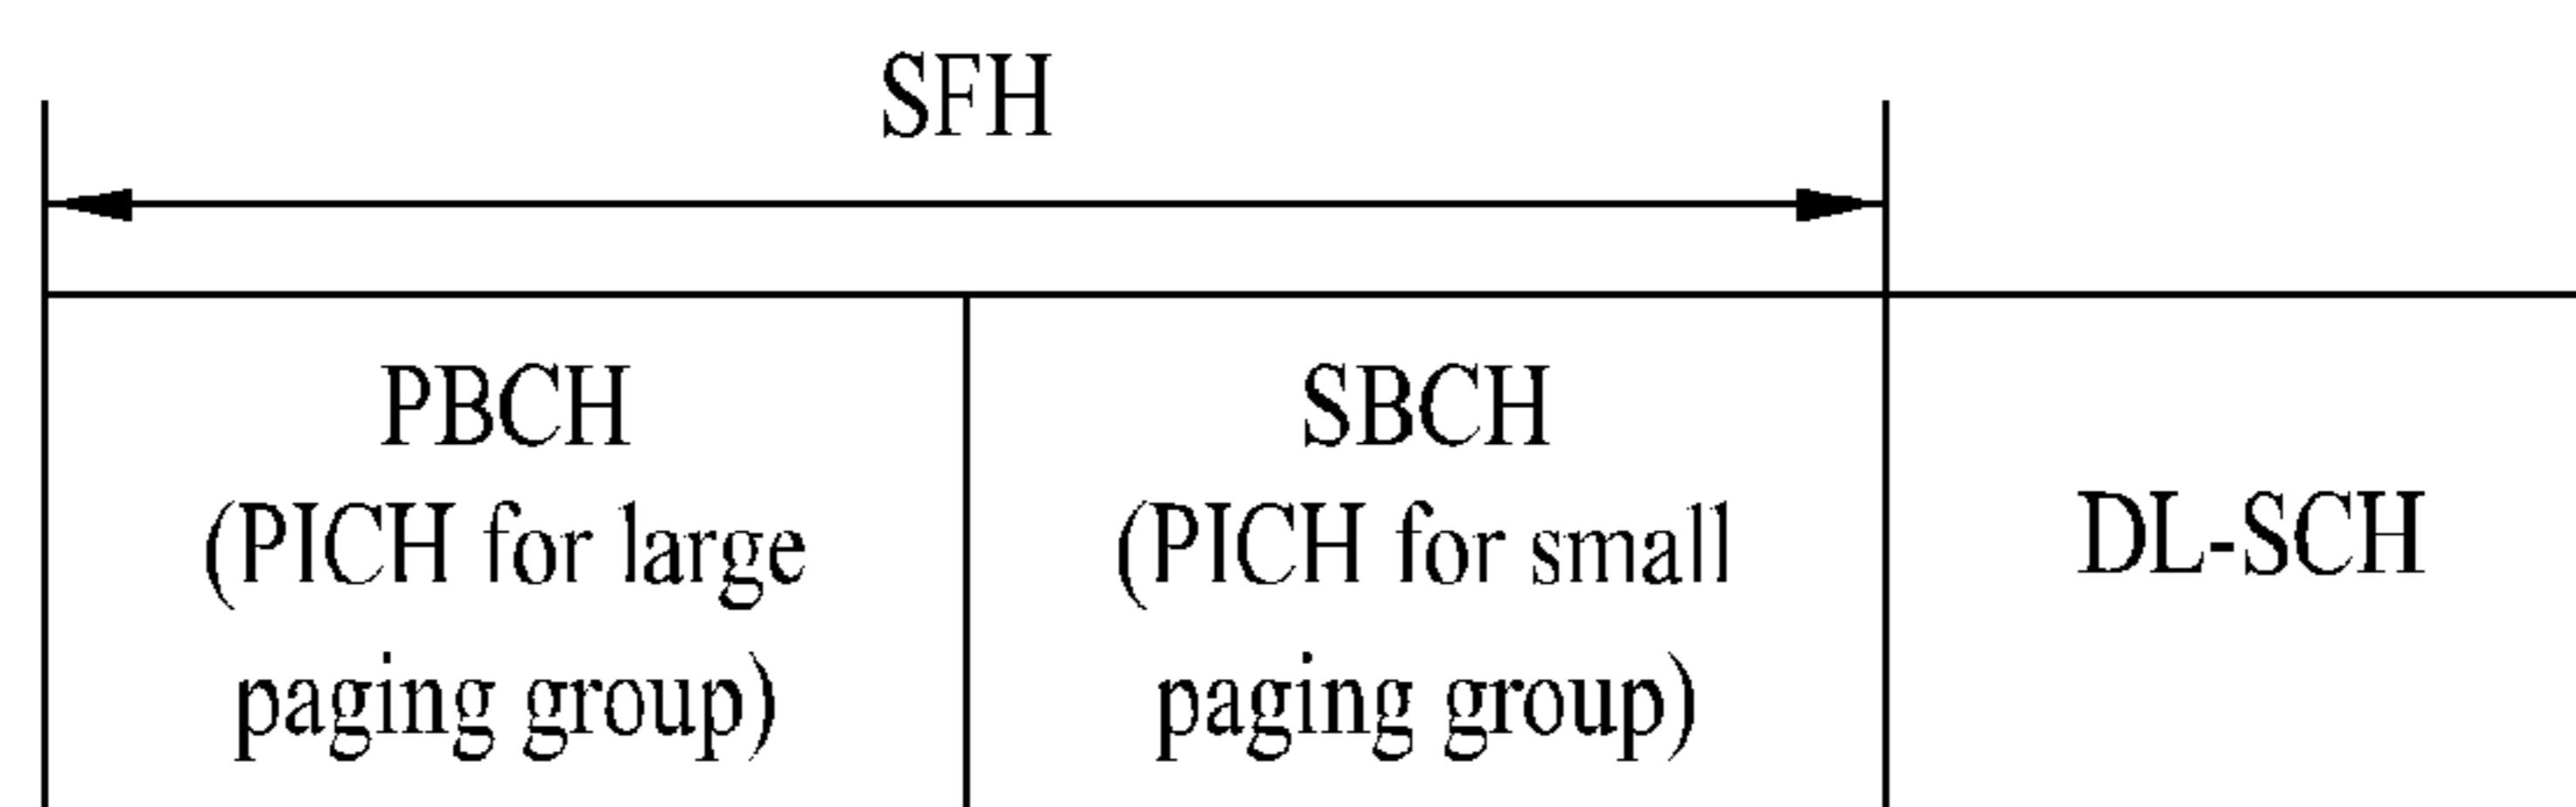 SFH
PBCH
(PICH for large
paging group)
SBCH
(PICH for small
paging group)
DL-SCH